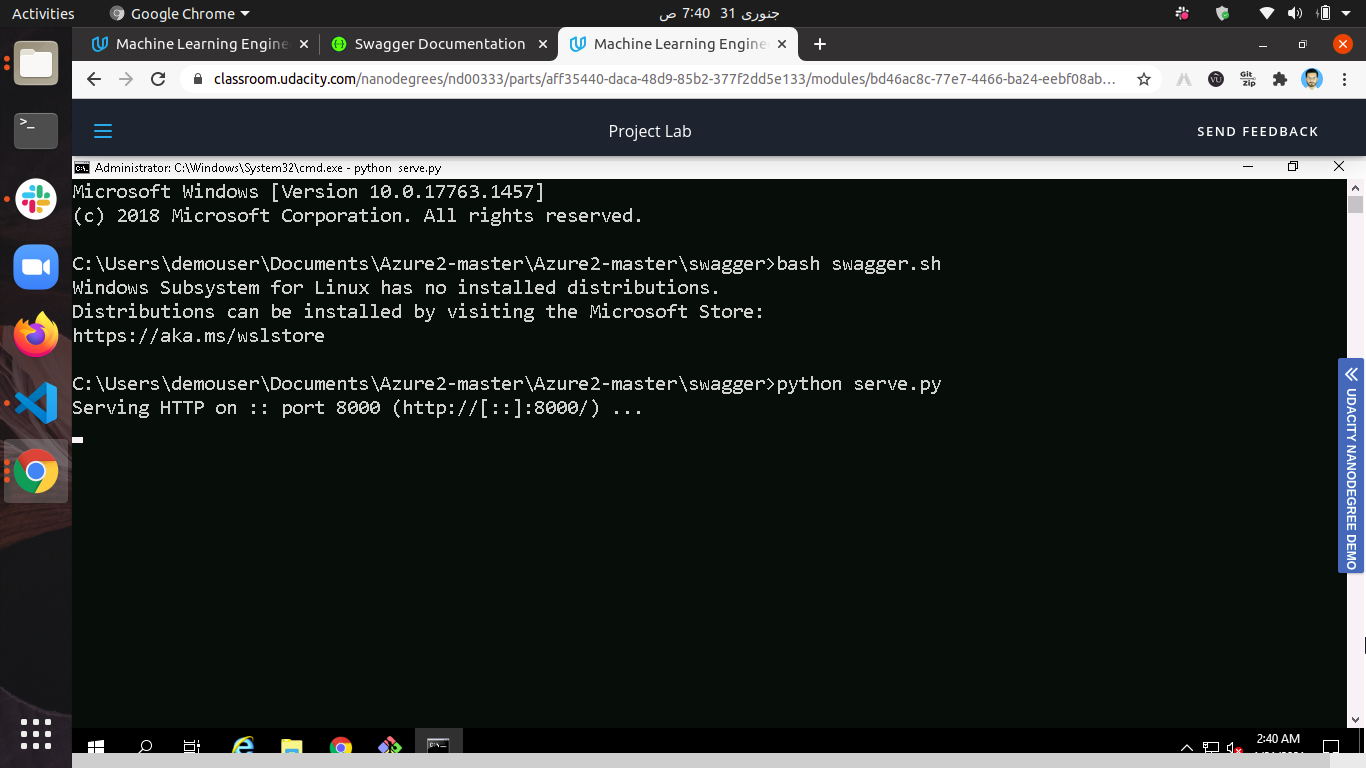 Activities
Google Chrome
جنوری 31  7:40 ص
Machine Learning Engine
Swagger Documentation
Machine Learning Engine
classroom.udacity.com/nanodegrees/nd00333/parts/aff35440-daca-48d9-85b2-377f2dd5e133/modules/bd46ac8c-77e7-4466-ba24-eebf08ab...
VU
Git
Zip
Project Lab
SEND FEEDBACK
Administrator: C:\Windows\System32\cmd.exe - python  serve.py
Microsoft Windows [Version 10.0.17763.1457]
(c) 2018 Microsoft Corporation. All rights reserved.
C:\Users\demouser\Documents\Azure2-master\Azure2-master\swagger>bash swagger.sh
Windows Subsystem for Linux has no installed distributions.
Distributions can be installed by visiting the Microsoft Store:
https://aka.ms/wslstore
C:\Users\demouser\Documents\Azure2-master\Azure2-master\swagger>python serve.py
Serving HTTP on :: port 8000 (http://[::]:8000/) ...
UDACITY NANODEGREE DEMO
2:40 AM